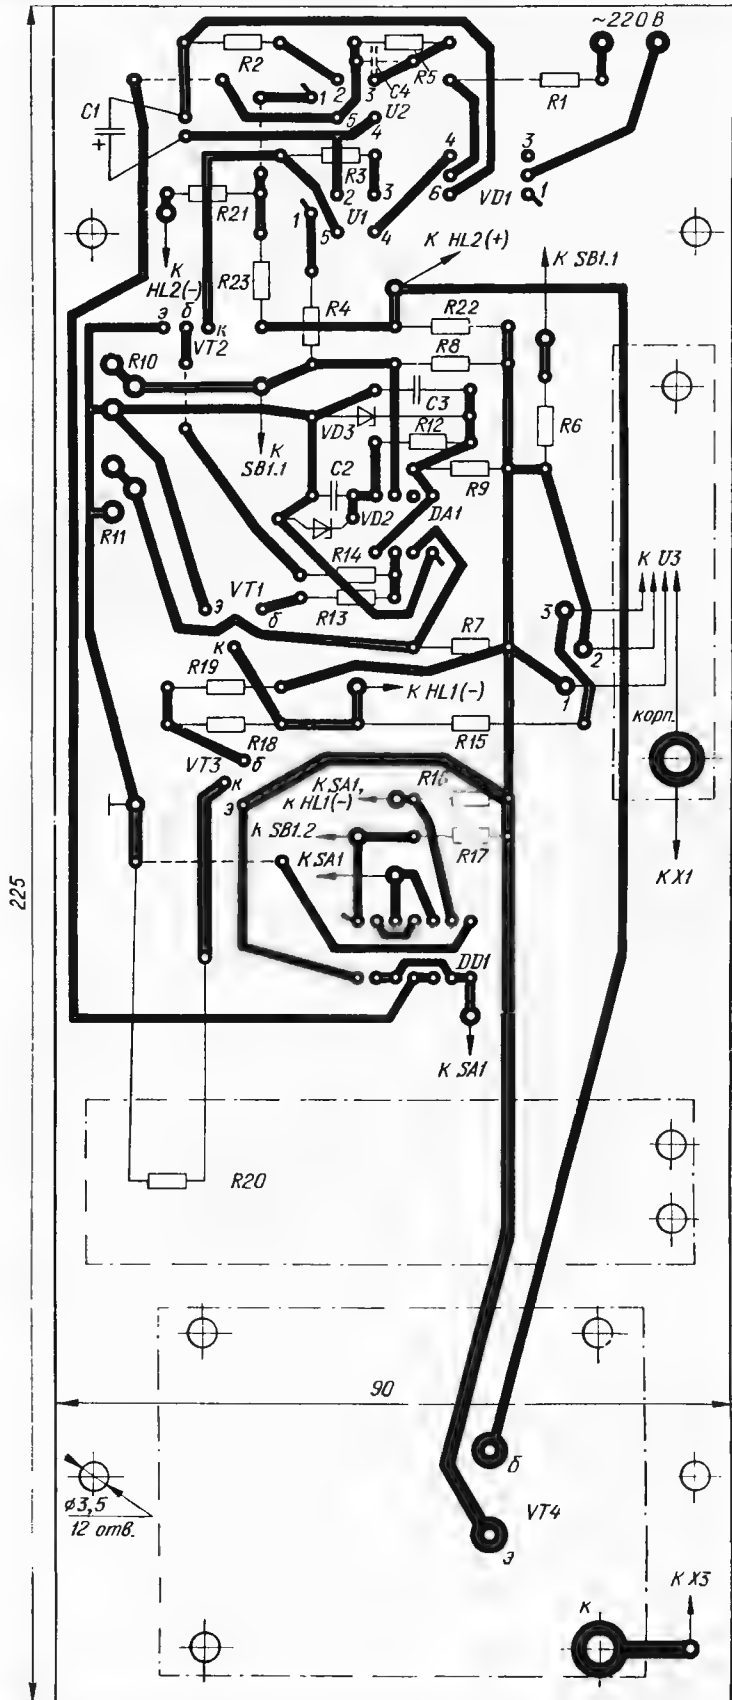 ~220 В
R2
R5
C4
R1
C1
+
1
2
3
5
U2
4
R3
4
3
6
VD1
1
R21
2
3
1
U1
5
4
К HL2(+)
К
HL2(-)
R23
К SB1.1
R4
R22
э
б
к
VT2
R8
R10
C3
VD3
R12
R6
К
SB1.1
C2
R9
VD2
DA1
R11
R14
К U3
VT1
э
б
R13
3
R7
2
к
R19
К HL1(-)
1
корп.
R18
R15
VT3
б
к
К SA1,
К HL1(-)
R16
э
К SB1.2
R17
К SA1
К X1
225
DD1
К SA1
R20
90
б
ø3,5
12 отв.
VT4
э
К X3
к